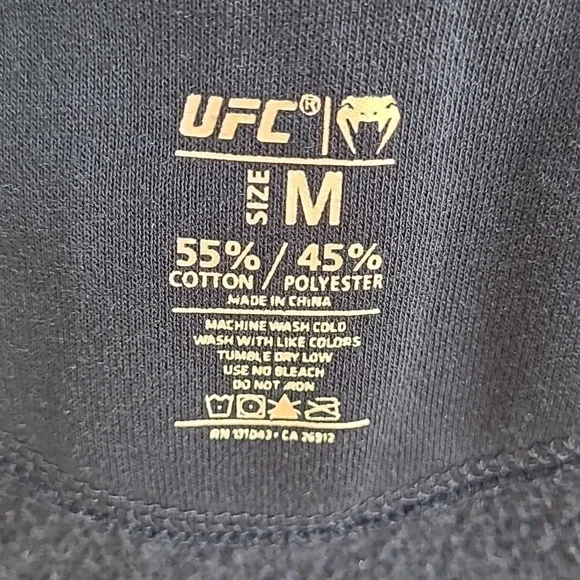 UFC®
SIZE M
55% / 45%
COTTON / POLYESTER
MADE IN CHINA
MACHINE WASH COLD
WASH WITH LIKE COLORS
TUMBLE DRY LOW
USE NO BLEACH
DO NOT IRON
RN 131043 • CA 26912